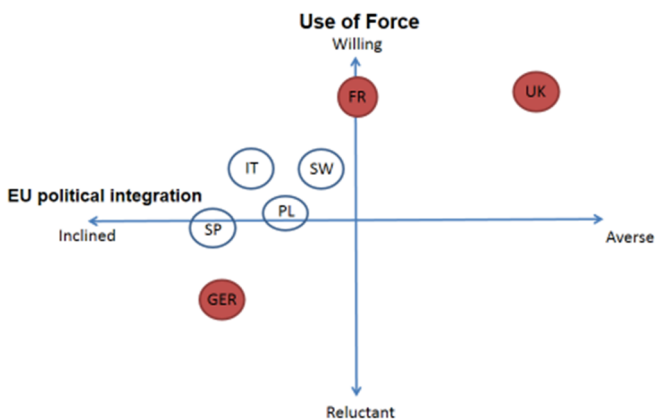 Use of Force
Willing
FR
UK
IT
SW
EU political integration
PL
SP
Inclined
Averse
GER
Reluctant